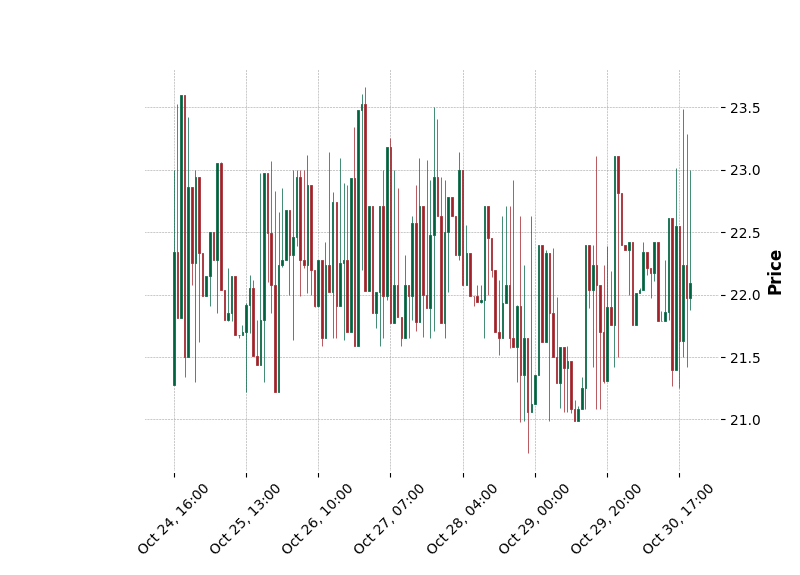 23.5
23.0
22.5
22.0
21.5
21.0
Price
Oct 24, 16:00
Oct 25, 13:00
Oct 26, 10:00
Oct 27, 07:00
Oct 28, 04:00
Oct 29, 00:00
Oct 29, 20:00
Oct 30, 17:00